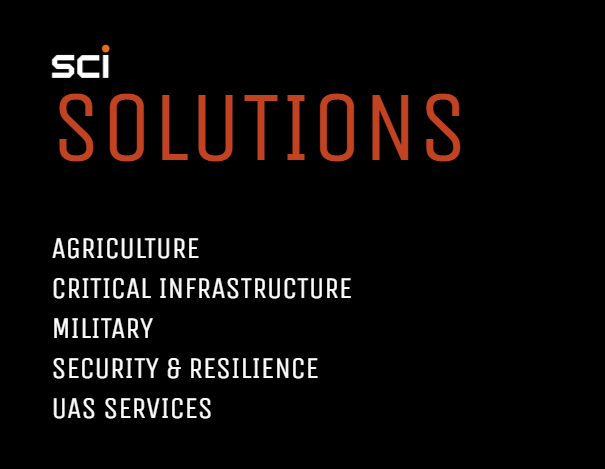 sci
SOLUTIONS
AGRICULTURE
CRITICAL INFRASTRUCTURE
MILITARY
SECURITY & RESILIENCE
UAS SERVICES